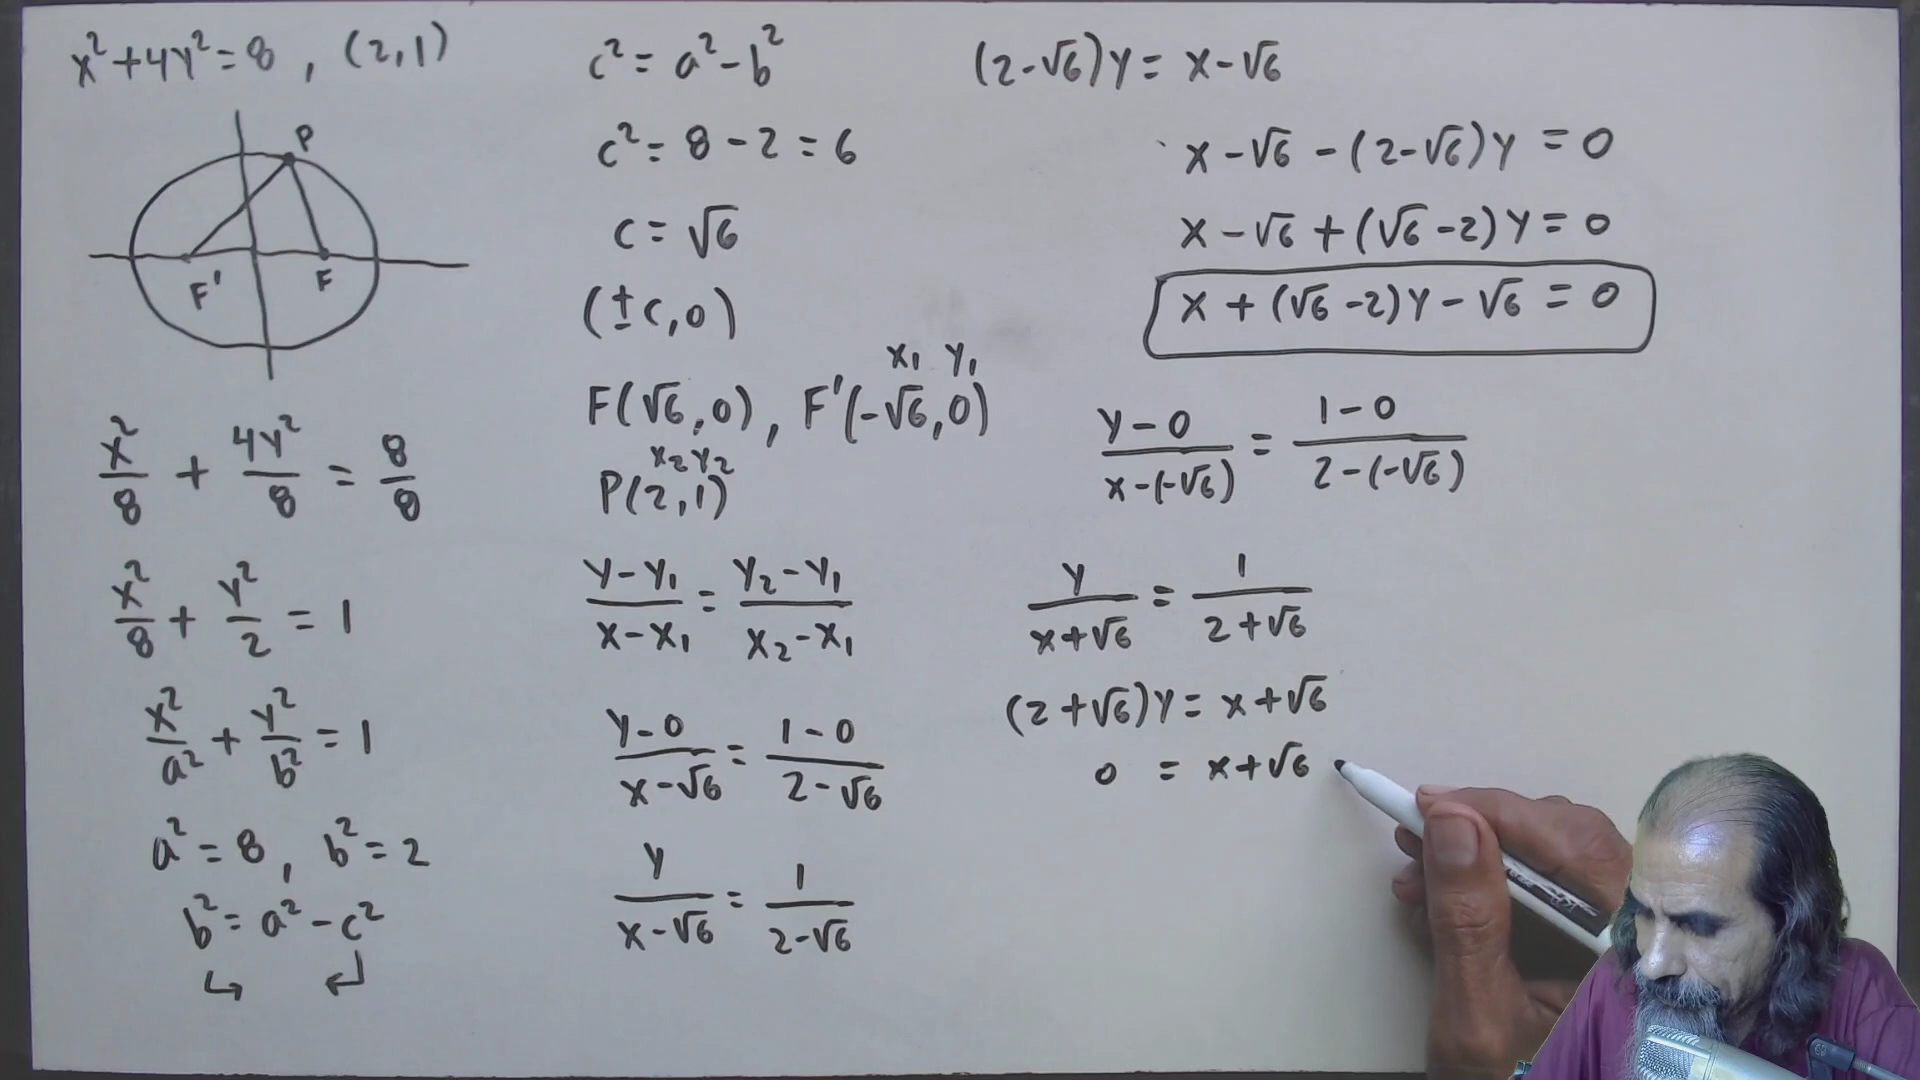 x²+4y²=8 , (2,1)
P
F' F
x²/8 + 4y²/8 = 8/8
x²/8 + y²/2 = 1
x²/a² + y²/b² = 1
a² = 8 , b² = 2
b² = a² - c²
c² = a² - b²
c² = 8 - 2 = 6
c = √6
(±c, 0)
x₁ y₁
F(√6, 0) , F'(-√6, 0)
x₂ y₂
P(2,1)
(y-y₁)/(x-x₁) = (y₂-y₁)/(x₂-x₁)
(y-0)/(x-√6) = (1-0)/(2-√6)
y/(x-√6) = 1/(2-√6)
(2-√6)y = x-√6
x-√6-(2-√6)y = 0
x-√6+(√6-2)y = 0
x+(√6-2)y-√6 = 0
(y-0)/(x-(-√6)) = (1-0)/(2-(-√6))
y/(x+√6) = 1/(2+√6)
(2+√6)y = x+√6
0 = x+√6